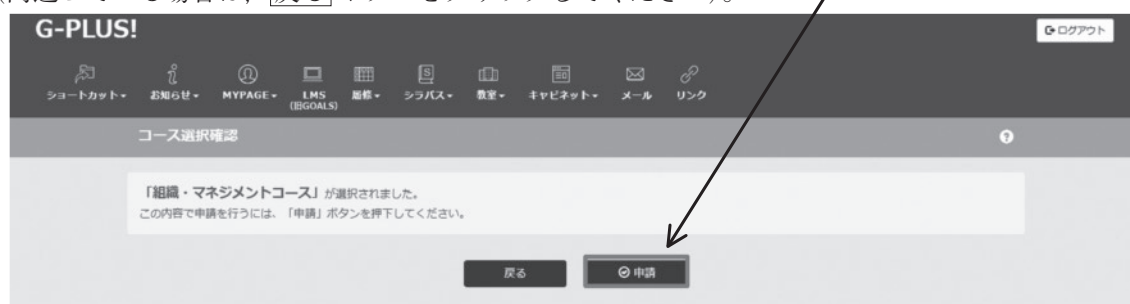 G-PLUS!
ログアウト
ショートカット お知らせ MYPAGE LMS (旧GOALS) 履修 シラバス 教室 キャビネット メール リンク
コース選択確認
「組織・マネジメントコース」が選択されました。
この内容で申請を行うには、「申請」ボタンを押下してください。
戻る 申請